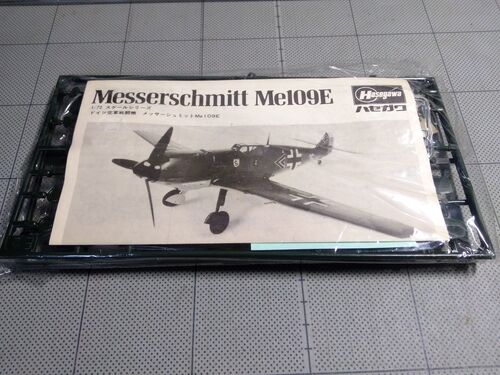 Messerschmitt Me109E
1/72 スケールシリーズ
ドイツ空軍戦闘機 メッサーシュミットMe109E
Hasegawa
ハセガワ